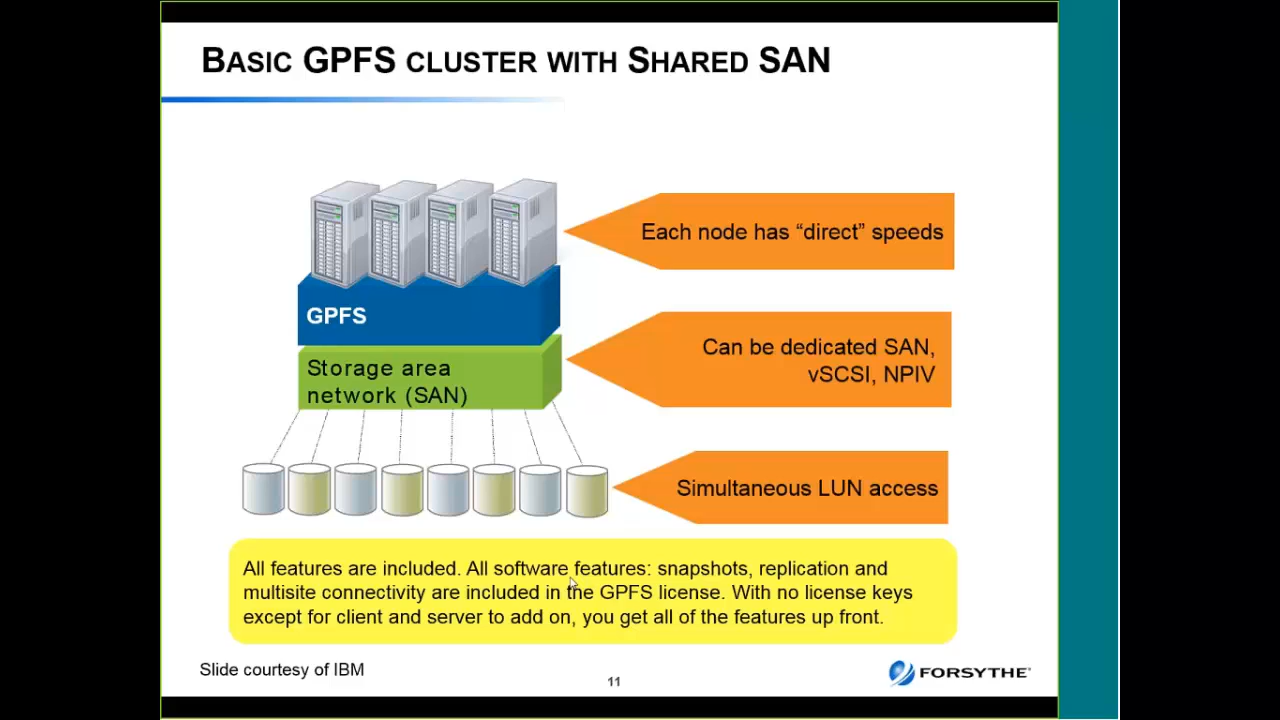 BASIC GPFS CLUSTER WITH SHARED SAN
Each node has “direct” speeds
GPFS
Can be dedicated SAN,
vSCSI, NPIV
Storage area
network (SAN)
Simultaneous LUN access
All features are included. All software features: snapshots, replication and
multisite connectivity are included in the GPFS license. With no license keys
except for client and server to add on, you get all of the features up front.
Slide courtesy of IBM
11
FORSYTHE